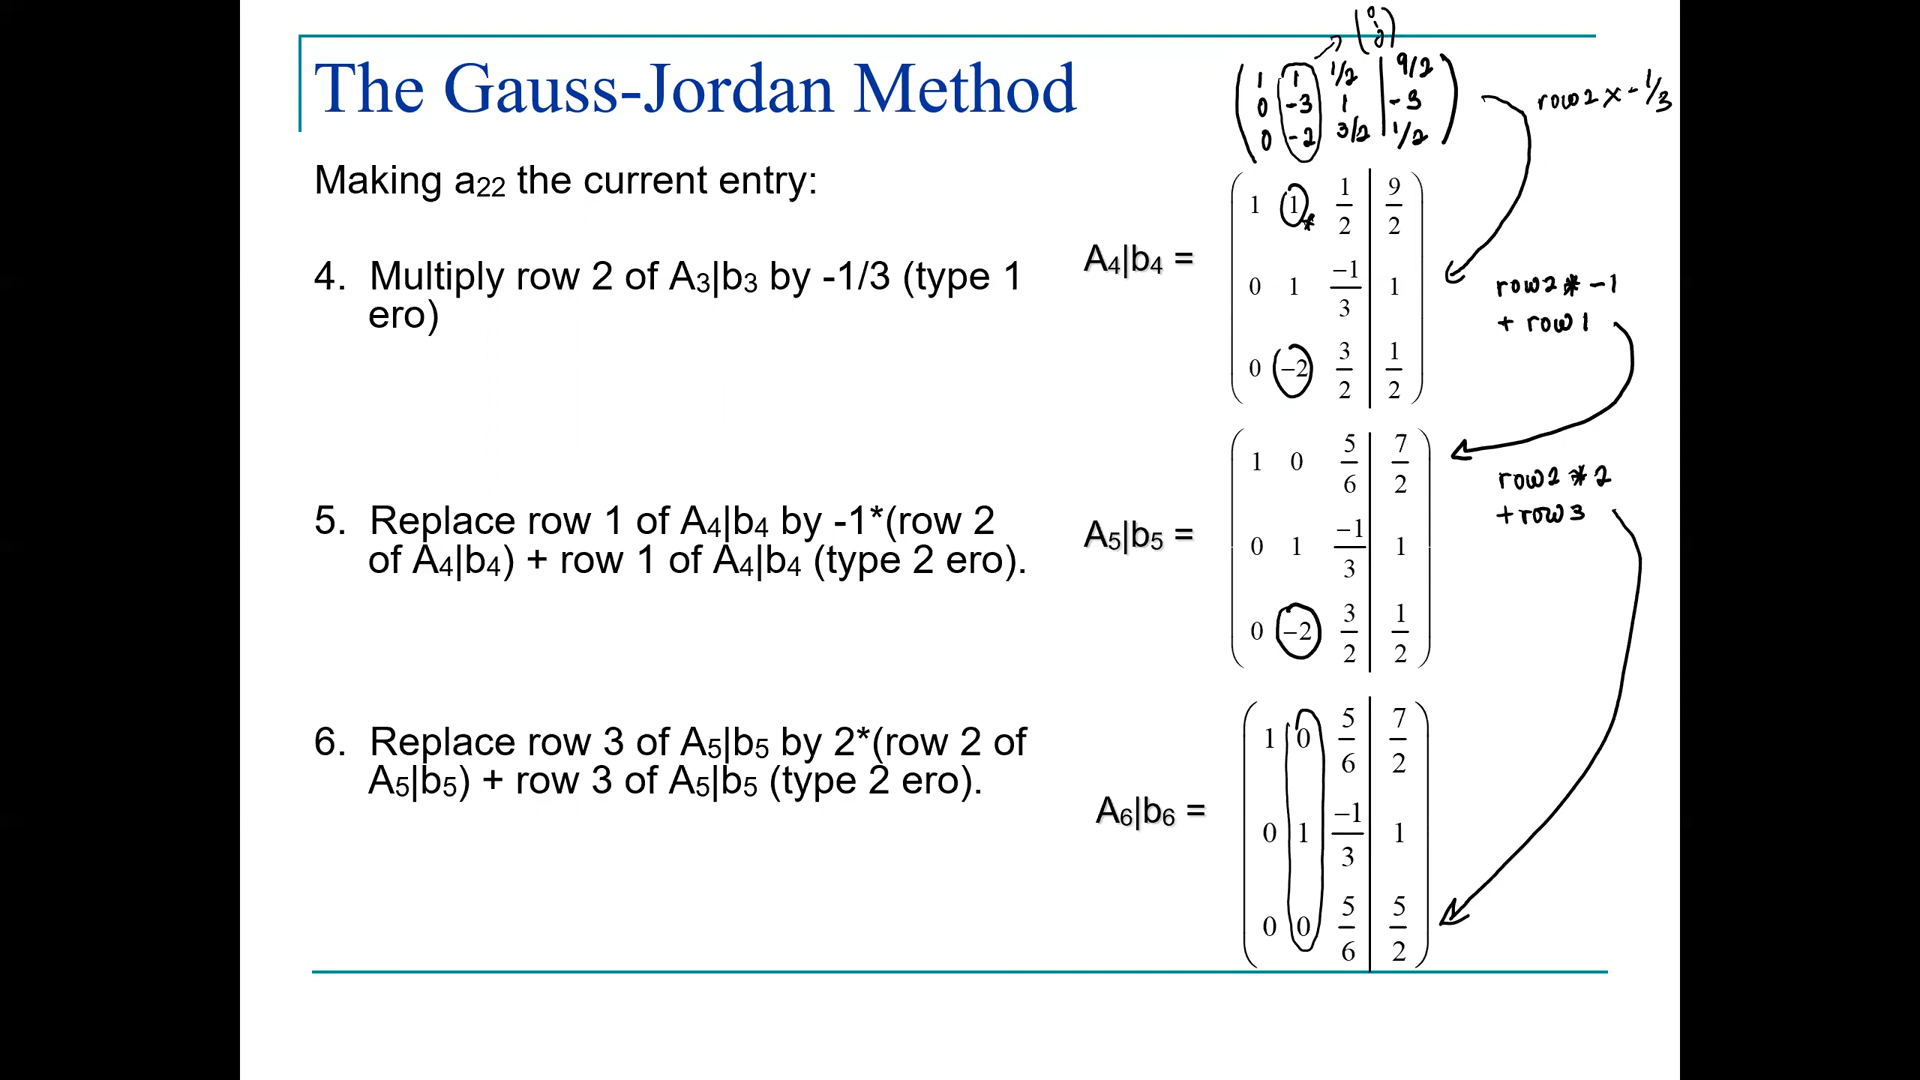 The Gauss-Jordan Method
(0 1 0)
1 1 1/2 | 9/2
0 -3 1 | -3
0 -2 3/2 | 1/2
row2 x -1/3
Making a22 the current entry:
4. Multiply row 2 of A3|b3 by -1/3 (type 1
ero)
A4|b4 =
1 1* 1/2 | 9/2
0 1 -1/3 | 1
0 -2 3/2 | 1/2
row2 * -1
+ row1
5. Replace row 1 of A4|b4 by -1*(row 2
of A4|b4) + row 1 of A4|b4 (type 2 ero).
A5|b5 =
1 0 5/6 | 7/2
0 1 -1/3 | 1
0 -2 3/2 | 1/2
row2 * 2
+row3
6. Replace row 3 of A5|b5 by 2*(row 2 of
A5|b5) + row 3 of A5|b5 (type 2 ero).
A6|b6 =
1 0 5/6 | 7/2
0 1 -1/3 | 1
0 0 5/6 | 5/2